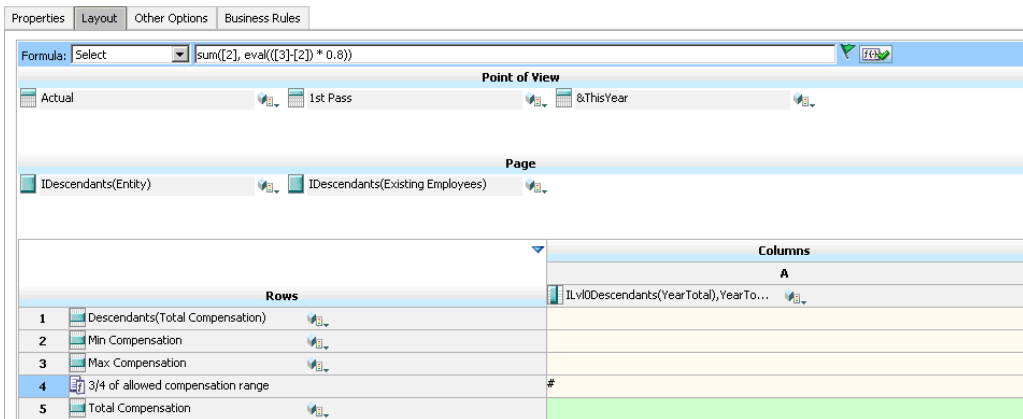 Properties Layout Other Options Business Rules
Formula: Select sum([2], eval(([3]-[2]) * 0.8)) f(x)
Point of View
Actual 1st Pass &ThisYear
Page
IDescendants(Entity) IDescendants(Existing Employees)
Columns
A
Rows ILvl0Descendants(YearTotal),YearTo...
1 Descendants(Total Compensation)
2 Min Compensation
3 Max Compensation
4 3/4 of allowed compensation range #
5 Total Compensation